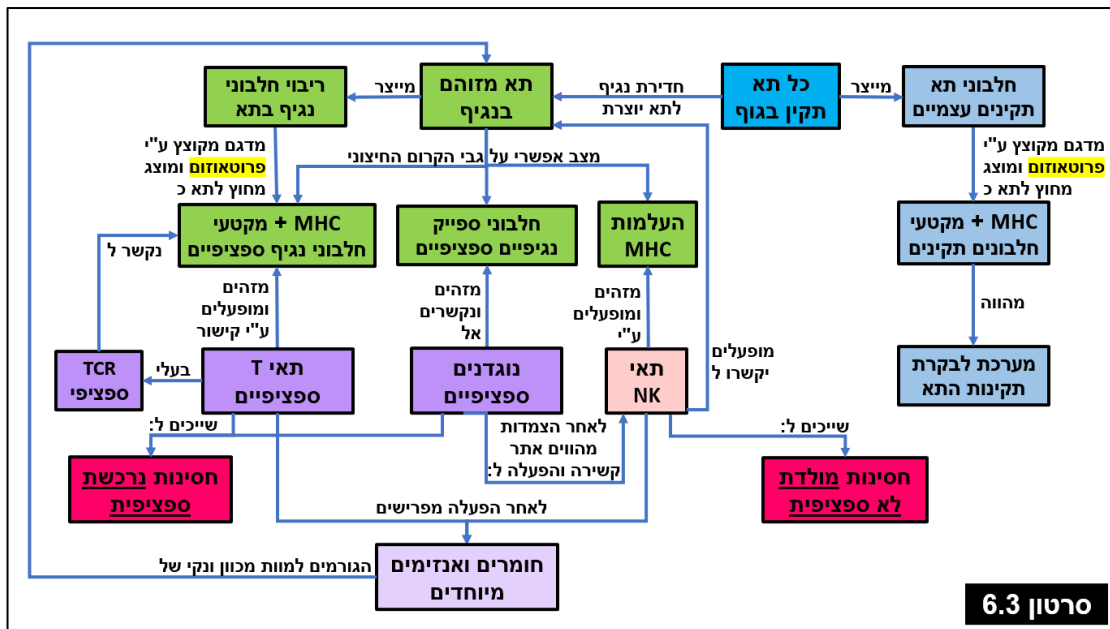 חלבוני תא
תקינים עצמיים
מייצר
כל תא
תקין בגוף
חדירת נגיף
לתא יוצרת
תא מזוהם
בנגיף
מייצר
ריבוי חלבוני
נגיף בתא
מדגם מקוצץ ע"י
פרוטאוזום ומוצג
מחוץ לתא כ
מצב אפשרי על גבי הקרום החיצוני
מדגם מקוצץ ע"י
פרוטאוזום ומוצג
מחוץ לתא כ
MHC + מקטעי
חלבונים תקינים
העלמות
MHC
חלבוני ספייק
נגיפיים ספציפיים
MHC + מקטעי
חלבוני נגיף ספציפיים
נקשר ל
מהווה
מזהים
ומופעלים
ע"י
מזהים
ונקשרים
אל
מזהים
ומופעלים
ע"י קישור
מופעלים
יקשרו ל
מערכת לבקרת
תקינות התא
תאי
NK
נוגדנים
ספציפיים
תאי T
ספציפיים
בעלי
TCR
ספציפי
שייכים ל:
לאחר הצמדות
מהווים אתר
קשירה והפעלה ל:
שייכים ל:
חסינות מולדת
לא ספציפית
חסינות נרכשת
ספציפית
לאחר הפעלה מפרישים
חומרים ואנזימים
מיוחדים
הגורמים למוות מכוון ונקי של
סרטון 6.3